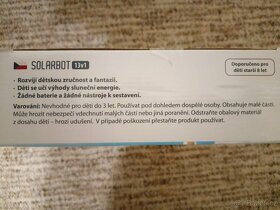 SOLARBOT 13v1
Doporučeno pro
děti starší 8 let
• Rozvíjí dětskou zručnost a fantazii.
• Děti se učí výhody sluneční energie.
• Žádné baterie a žádné nástroje k sestavení.
Varování: Nevhodné pro děti do 3 let. Používat pod dohledem dospělé osoby. Obsahuje malé části.
Může hrozit nebezpečí vdechnutí malých částí nebo jiná poranění. Odstraňte obalový materiál
z dosahu dětí – hrozí udušení. V případě poškození přestaňte produkt používat.